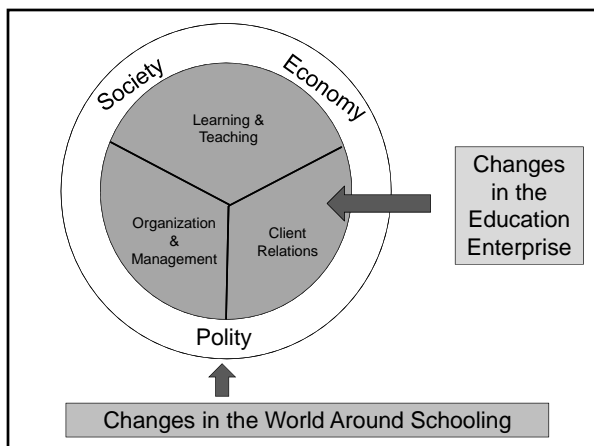 Society
Economy
Learning &
Teaching
Organization
&
Management
Client
Relations
Changes
in the
Education
Enterprise
Polity
Changes in the World Around Schooling